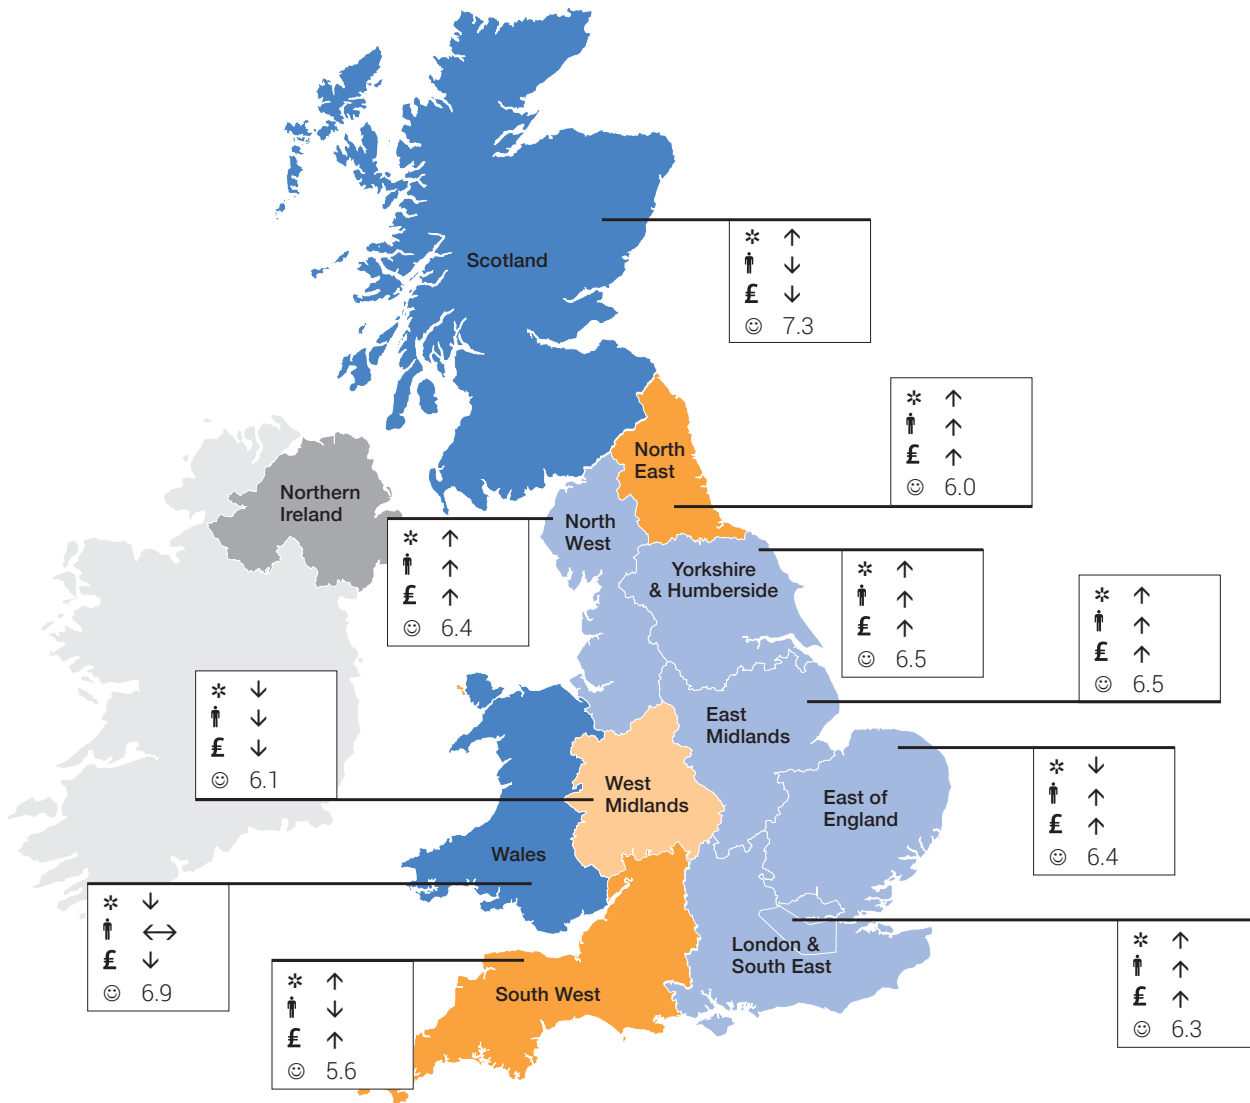 Scotland
✲ ↑
↓
£ ↓
☺ 7.3
✲ ↑
↑
£ ↑
☺ 6.0
North
East
Northern
Ireland
North
West
✲ ↑
↑
£ ↑
☺ 6.4
Yorkshire
& Humberside
✲ ↑
↑
£ ↑
☺ 6.5
✲ ↑
↑
£ ↑
☺ 6.5
✲ ↓
↓
£ ↓
☺ 6.1
East
Midlands
West
Midlands
East of
England
✲ ↓
↑
£ ↑
☺ 6.4
Wales
✲ ↓
↔
£ ↓
☺ 6.9
London &
South East
✲ ↑
↑
£ ↑
☺ 6.3
South West
✲ ↑
↓
£ ↑
☺ 5.6